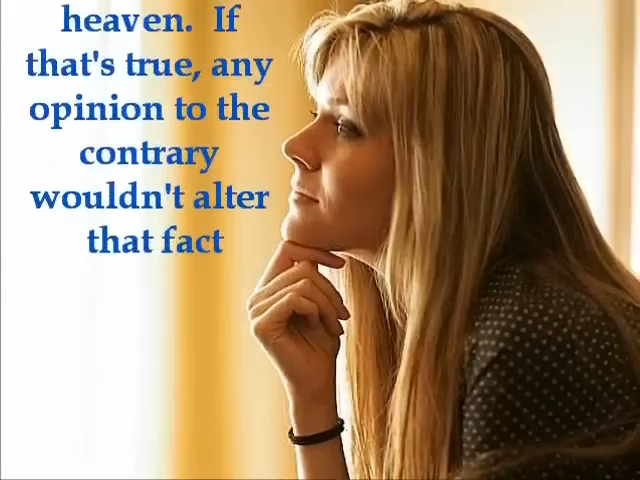 heaven.  If
that's true, any
opinion to the
contrary
wouldn't alter
that fact